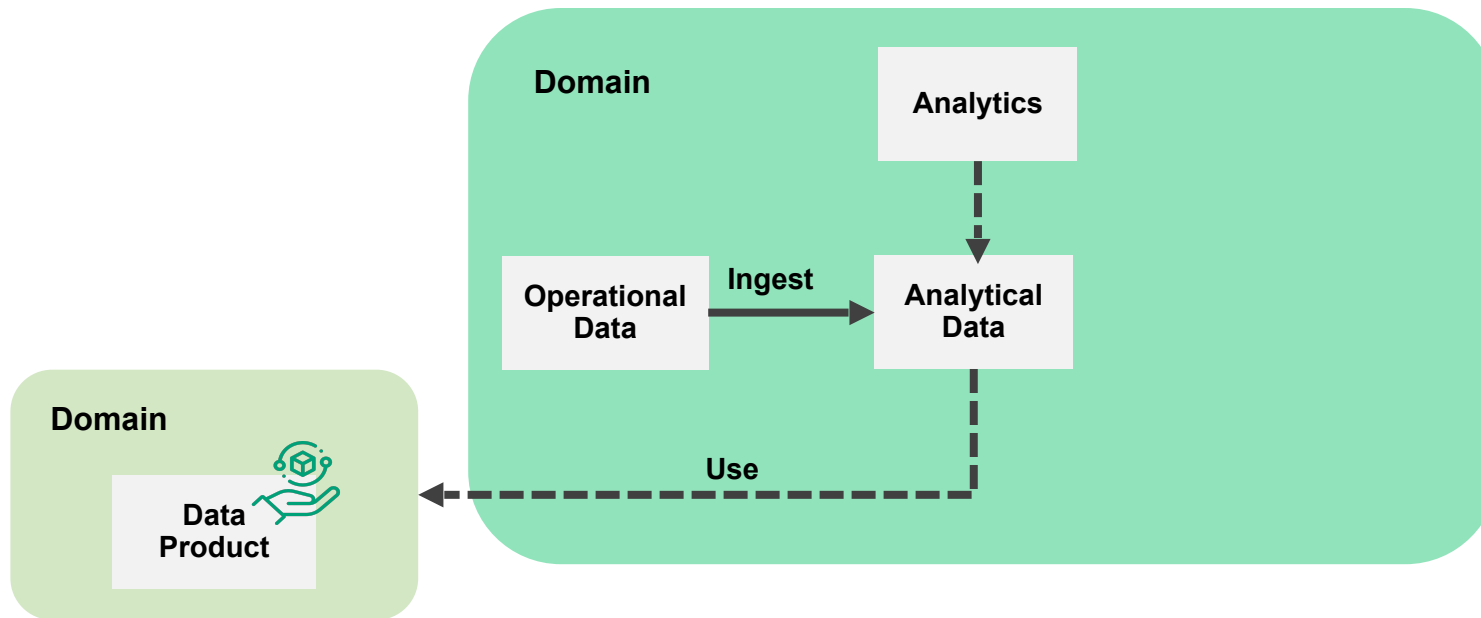 Domain
Analytics
Operational
Data
Ingest
Analytical
Data
Domain
Use
Data
Product